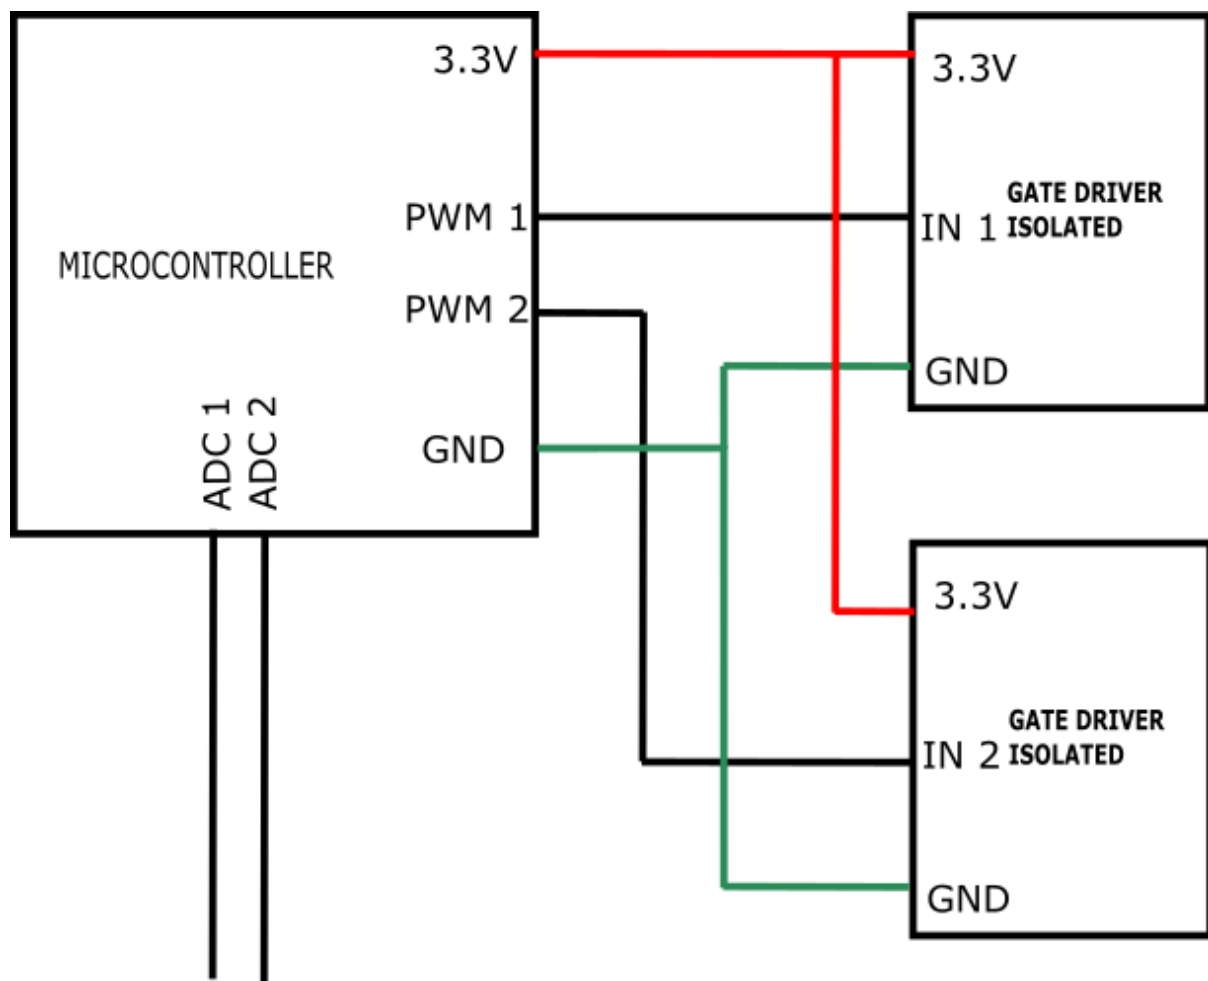 3.3V
PWM 1
MICROCONTROLLER
PWM 2
ADC 1
ADC 2
GND
3.3V
GATE DRIVER
IN 1 ISOLATED
GND
3.3V
GATE DRIVER
IN 2 ISOLATED
GND